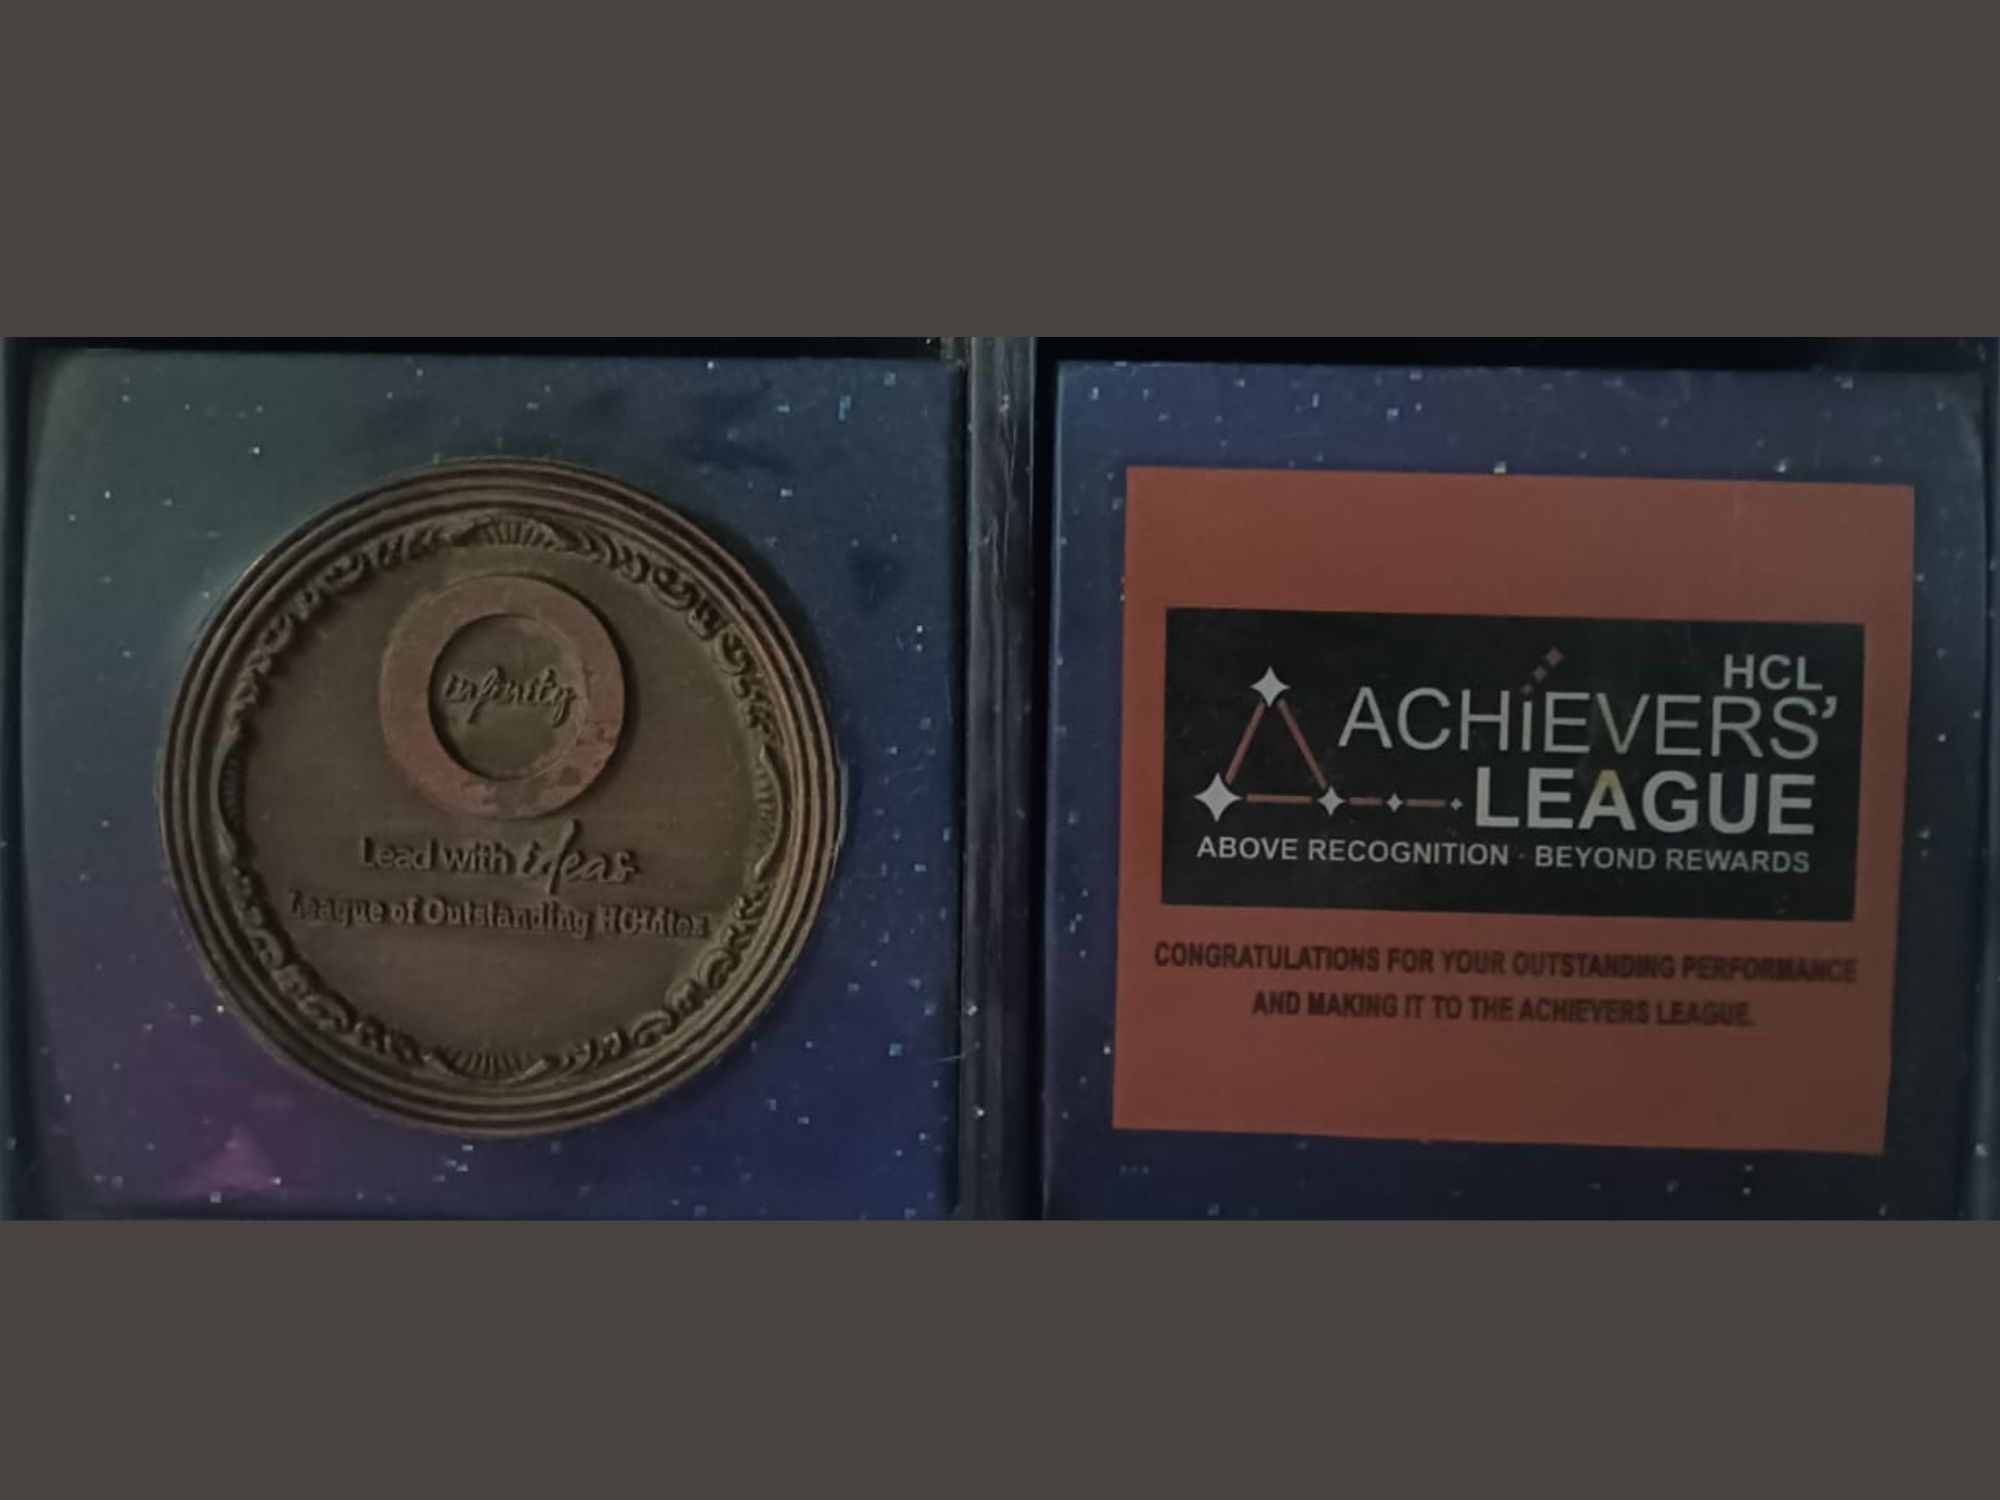 infinity
Lead with ideas
League of Outstanding HCLites
HCL
ACHiEVERS'
LEAGUE
ABOVE RECOGNITION · BEYOND REWARDS
CONGRATULATIONS FOR YOUR OUTSTANDING PERFORMANCE
AND MAKING IT TO THE ACHIEVERS LEAGUE.